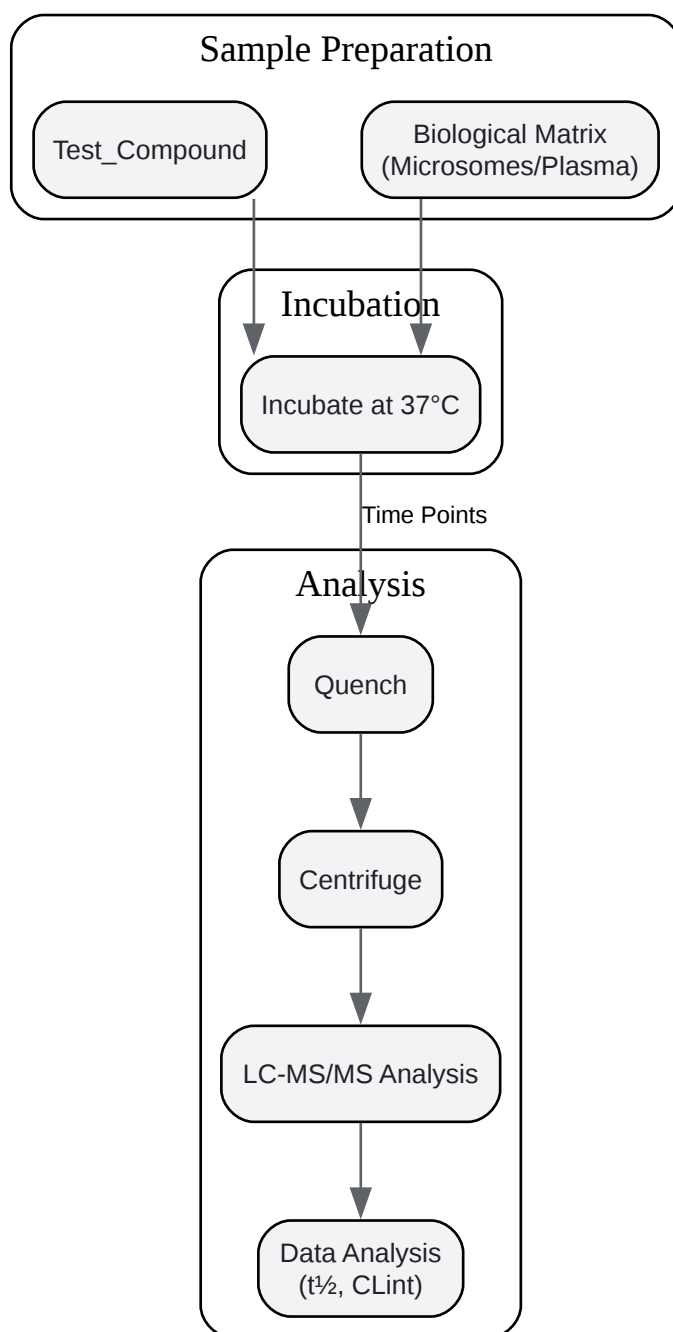 Sample Preparation
Test_Compound
Biological Matrix
(Microsomes/Plasma)
Incubation
Incubate at 37°C
Time Points
Analysis
Quench
Centrifuge
LC-MS/MS Analysis
Data Analysis
(t½, CLint)